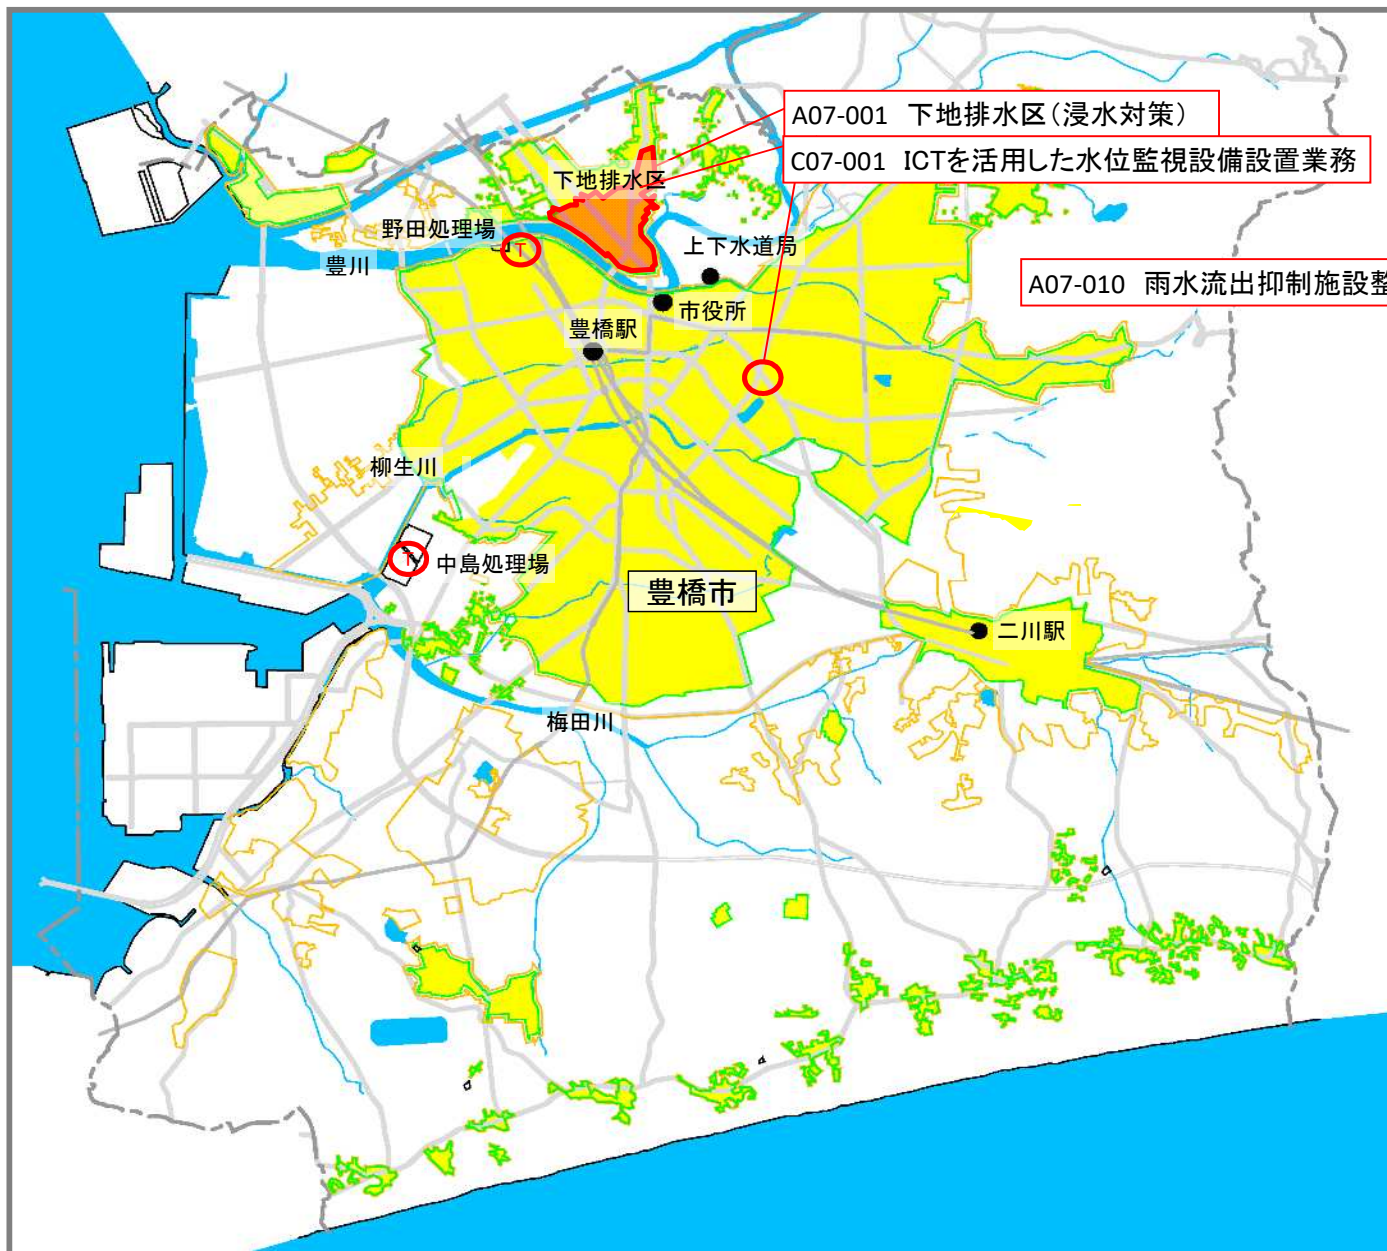 A07-001 下地排水区（浸水対策）
C07-001 ICTを活用した水位監視設備設置業務
下地排水区
野田処理場
T
上下水道局
豊川
A07-010 雨水流出抑制施設整
市役所
豊橋駅
柳生川
T
中島処理場
豊橋市
二川駅
梅田川